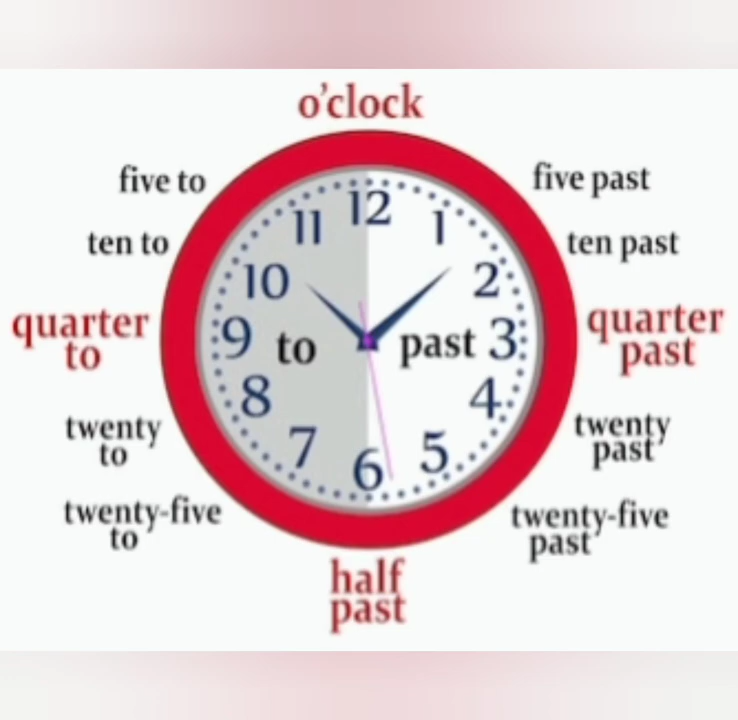 o'clock
five to
five past
ten to
ten past
quarter
to
quarter
past
twenty
to
twenty
past
twenty-five
to
twenty-five
past
half
past
12
11
1
10
2
9
to
past
3
8
4
7
5
6